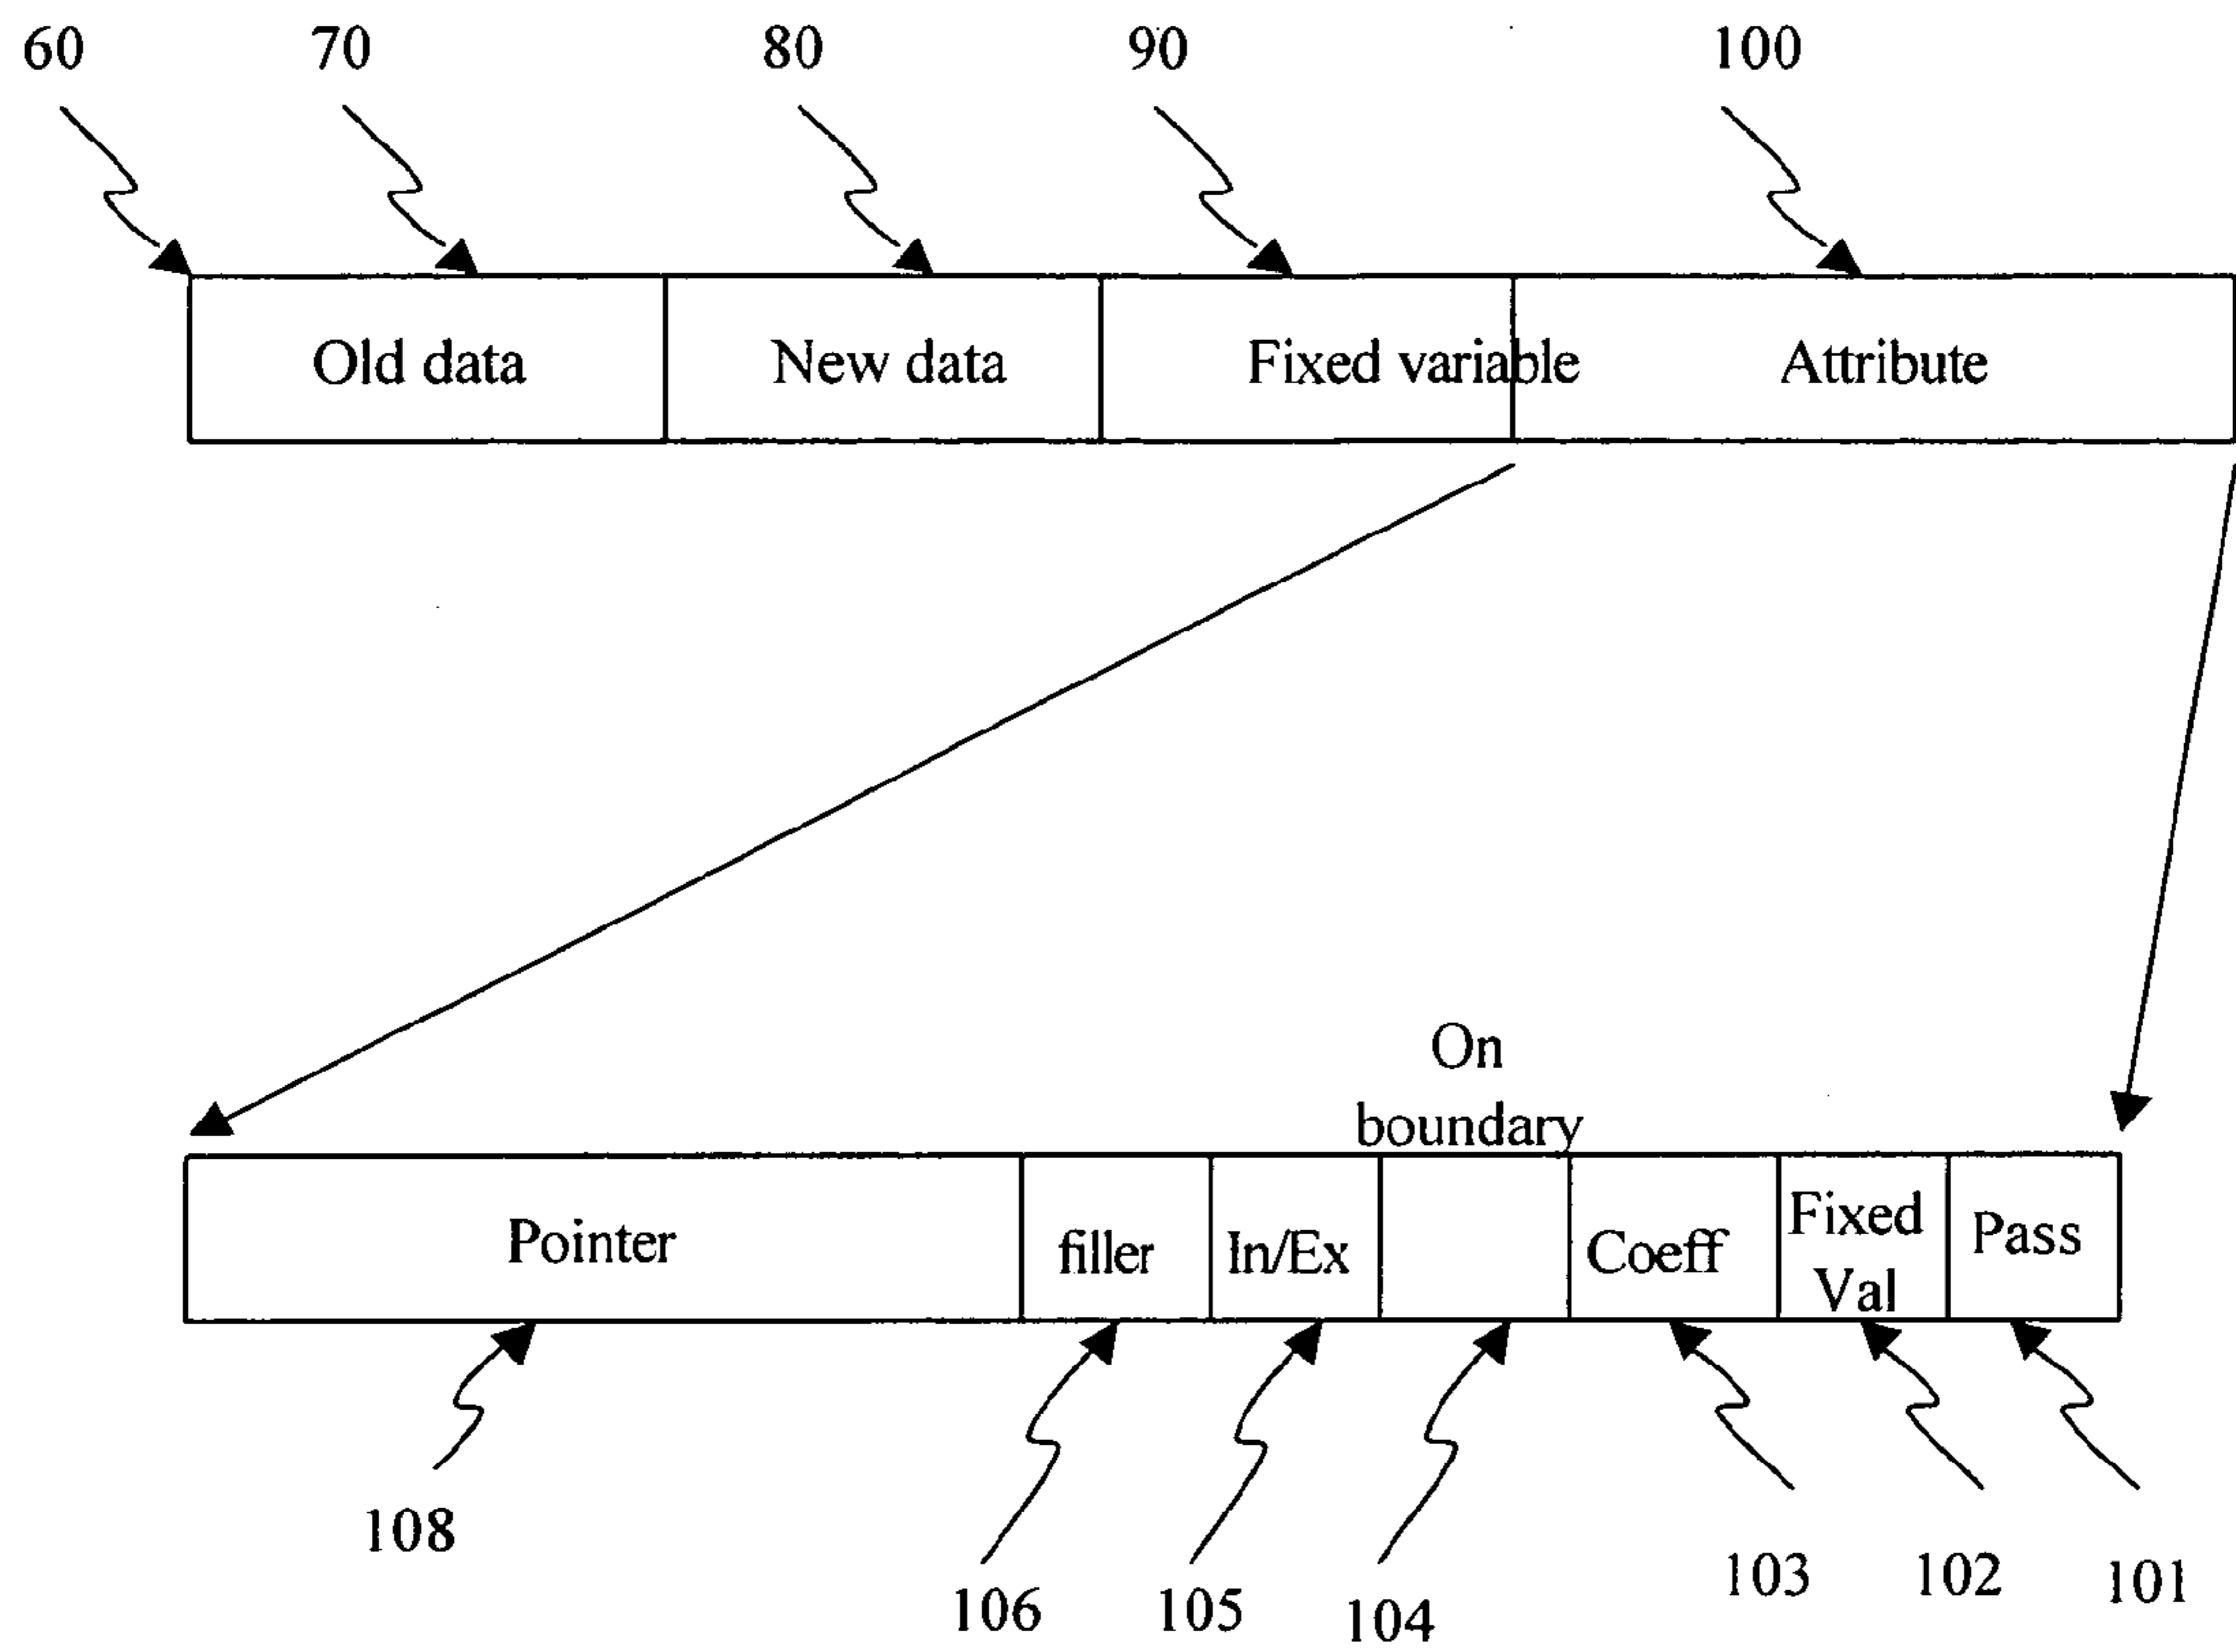 60 70 80 90 100
Old data New data Fixed variable Attribute
On
boundary
Pointer filler In/Ex Coeff Fixed Val Pass
108 106 105 104 103 102 101